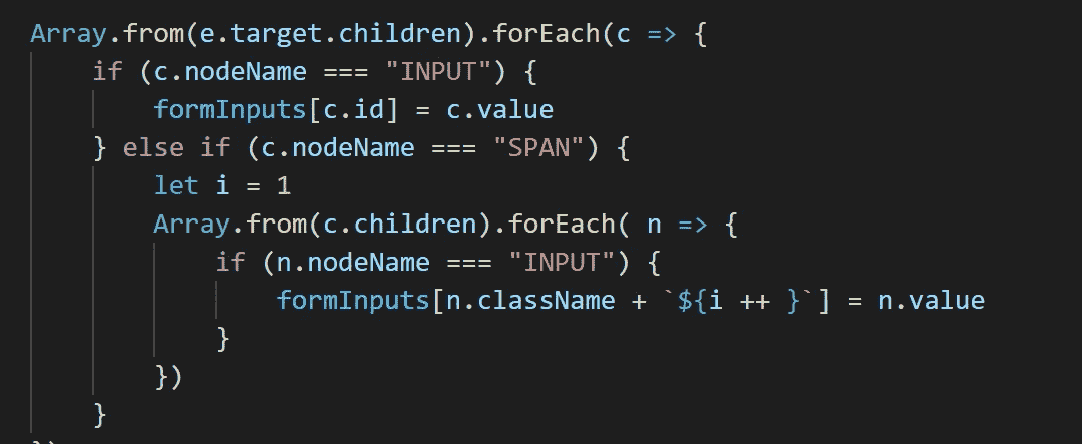 Array.from(e.target.children).forEach(c => {
    if (c.nodeName === "INPUT") {
        formInputs[c.id] = c.value
    } else if (c.nodeName === "SPAN") {
        let i = 1
        Array.from(c.children).forEach( n => {
            if (n.nodeName === "INPUT") {
                formInputs[n.className + `${i ++ }`] = n.value
            }
        })
    }